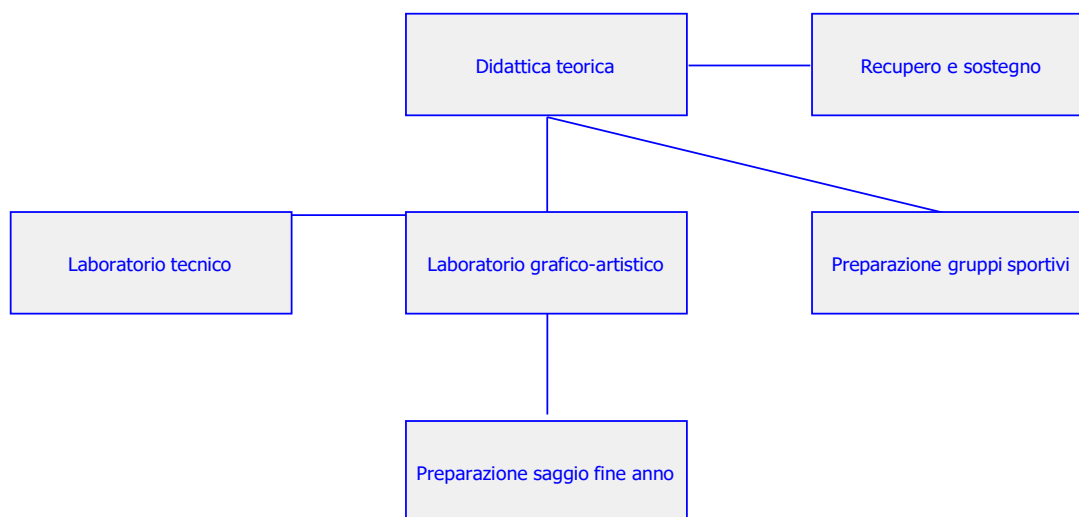 Didattica teorica
Recupero e sostegno
Laboratorio tecnico
Laboratorio grafico-artistico
Preparazione gruppi sportivi
Preparazione saggio fine anno